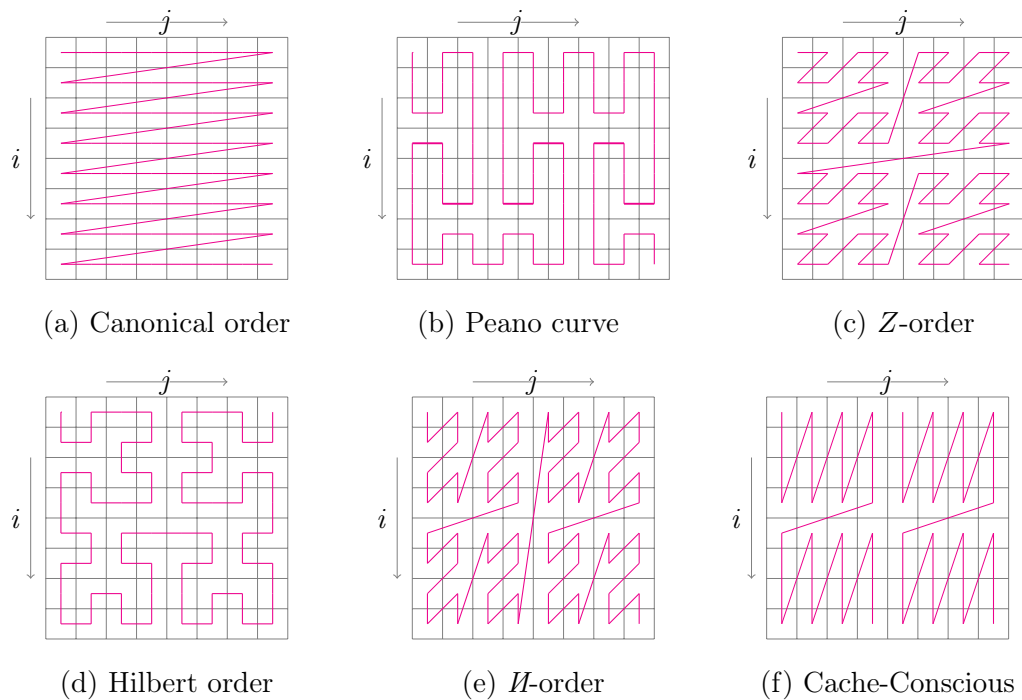 j
i
(a) Canonical order
j
i
(b) Peano curve
j
i
(c) Z-order
j
i
(d) Hilbert order
j
i
(e) И-order
j
i
(f) Cache-Conscious